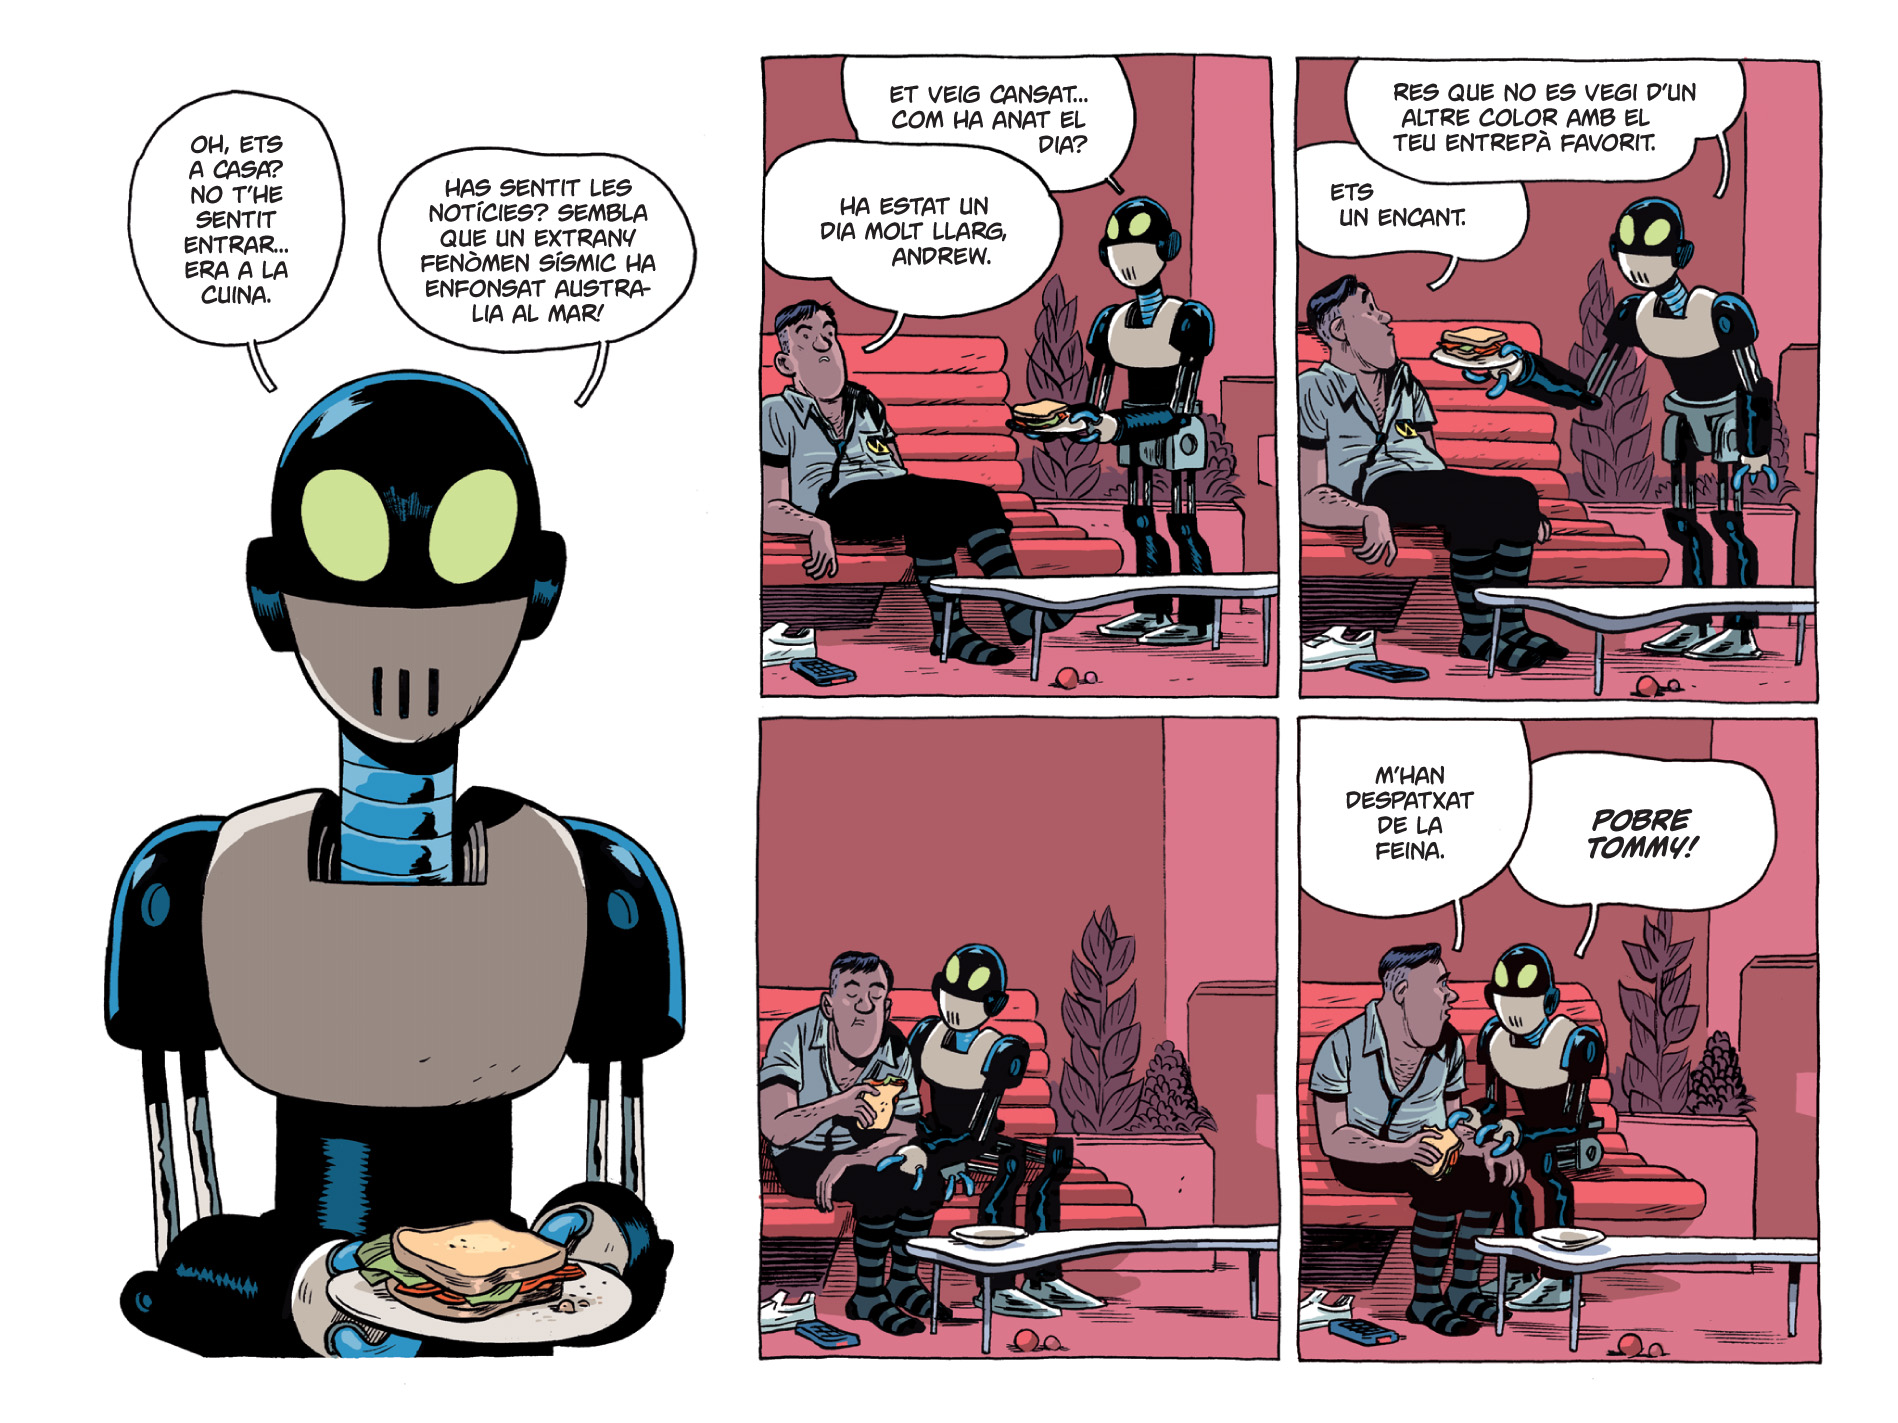 OH, ETS
A CASA?
NO T'HE
SENTIT
ENTRAR...
ERA A LA
CUINA.
HAS SENTIT LES
NOTÍCIES? SEMBLA
QUE UN EXTRANY
FENÒMEN SÍSMIC HA
ENFONSAT AUSTRA-
LIA AL MAR!
ET VEIG CANSAT...
COM HA ANAT EL
DIA?
HA ESTAT UN
DIA MOLT LLARG,
ANDREW.
RES QUE NO ES VEGI D'UN
ALTRE COLOR AMB EL
TEU ENTREPÀ FAVORIT.
ETS
UN ENCANT.
M'HAN
DESPATXAT
DE LA
FEINA.
POBRE
TOMMY!